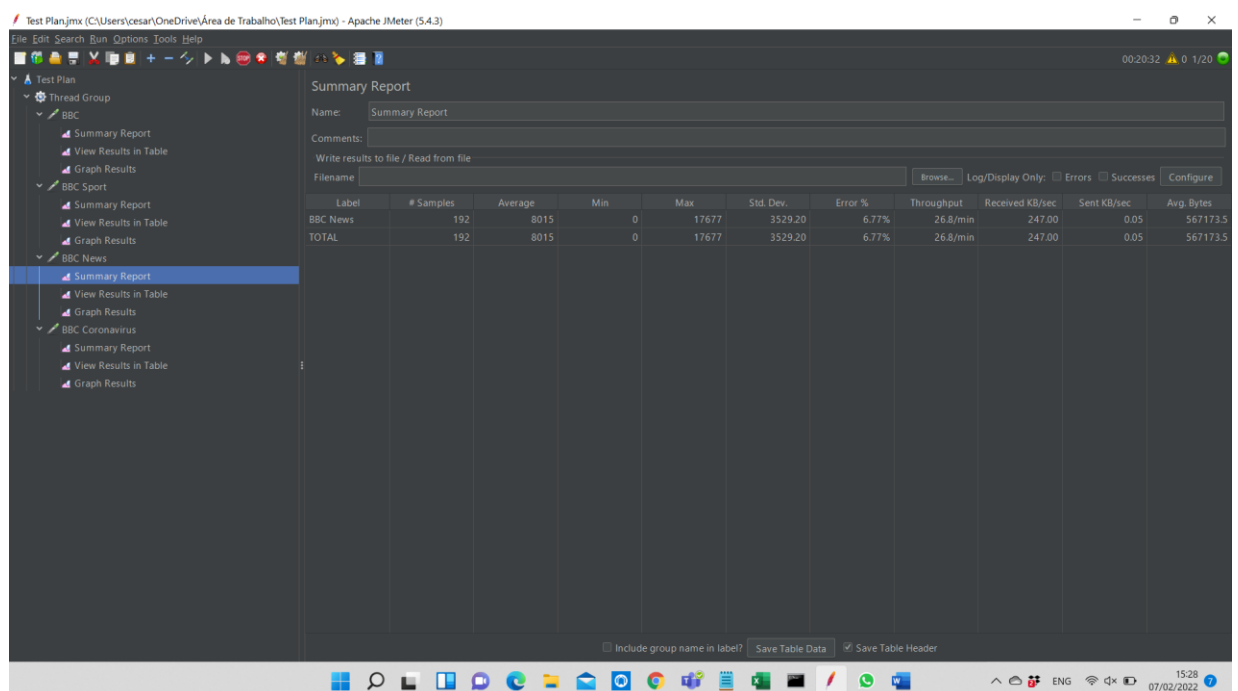 Test Plan.jmx (C:\Users\cesar\OneDrive\Área de Trabalho\Test Plan.jmx) - Apache JMeter (5.4.3)
File Edit Search Run Options Tools Help
STOP 00:20:32 0 1/20
Test Plan
Thread Group
BBC
Summary Report
View Results in Table
Graph Results
BBC Sport
Summary Report
View Results in Table
Graph Results
BBC News
Summary Report
View Results in Table
Graph Results
BBC Coronavirus
Summary Report
View Results in Table
Graph Results
Summary Report
Name: Summary Report
Comments:
Write results to file / Read from file
Filename Browse... Log/Display Only: Errors Successes Configure
Label # Samples Average Min Max Std. Dev. Error % Throughput Received KB/sec Sent KB/sec Avg. Bytes
BBC News 192 8015 0 17677 3529.20 6.77% 26.8/min 247.00 0.05 567173.5
TOTAL 192 8015 0 17677 3529.20 6.77% 26.8/min 247.00 0.05 567173.5
Include group name in label? Save Table Data Save Table Header
ENG 15:28
07/02/2022 7